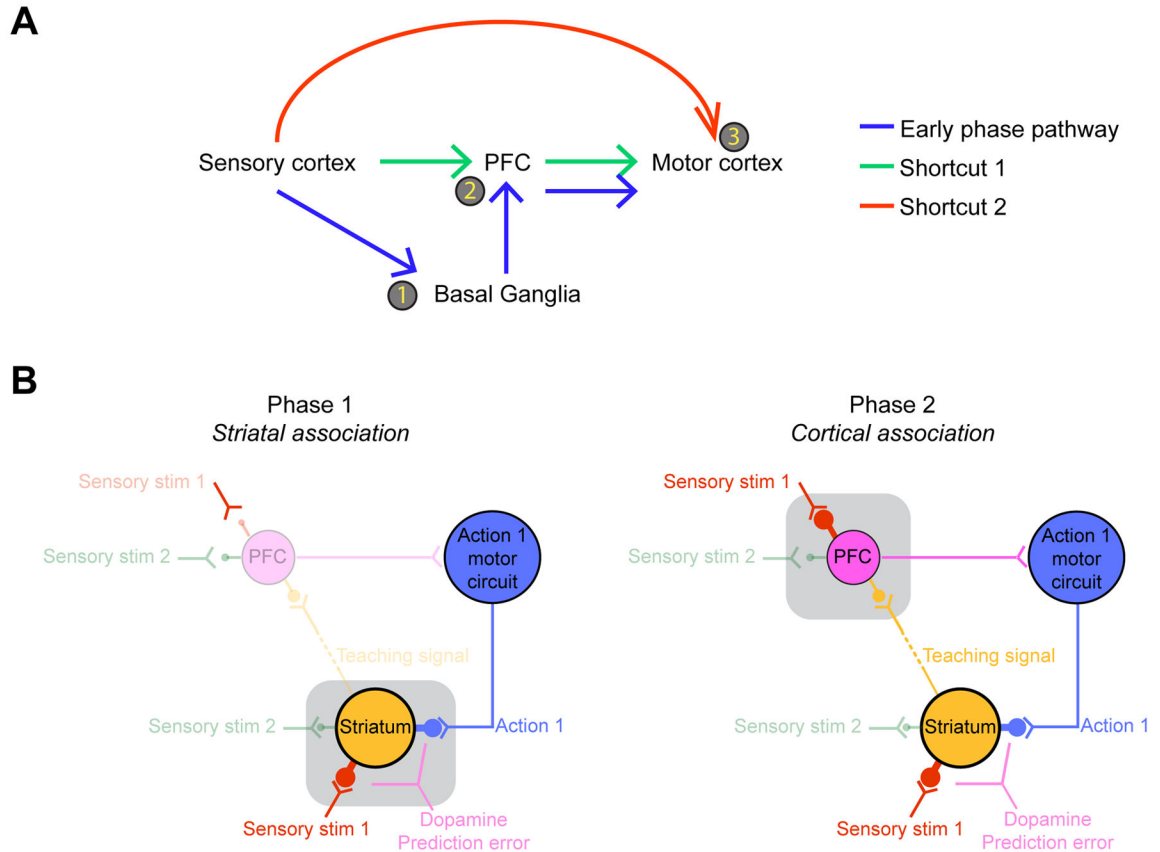 A
Sensory cortex
PFC
Motor cortex
Basal Ganglia
1
2
3
Early phase pathway
Shortcut 1
Shortcut 2
B
Phase 1
Striatal association
Sensory stim 1
Sensory stim 2
PFC
Action 1
motor
circuit
Teaching signal
Sensory stim 2
Striatum
Action 1
Sensory stim 1
Dopamine
Prediction error
Phase 2
Cortical association
Sensory stim 1
Sensory stim 2
PFC
Action 1
motor
circuit
Teaching signal
Sensory stim 2
Striatum
Action 1
Sensory stim 1
Dopamine
Prediction error